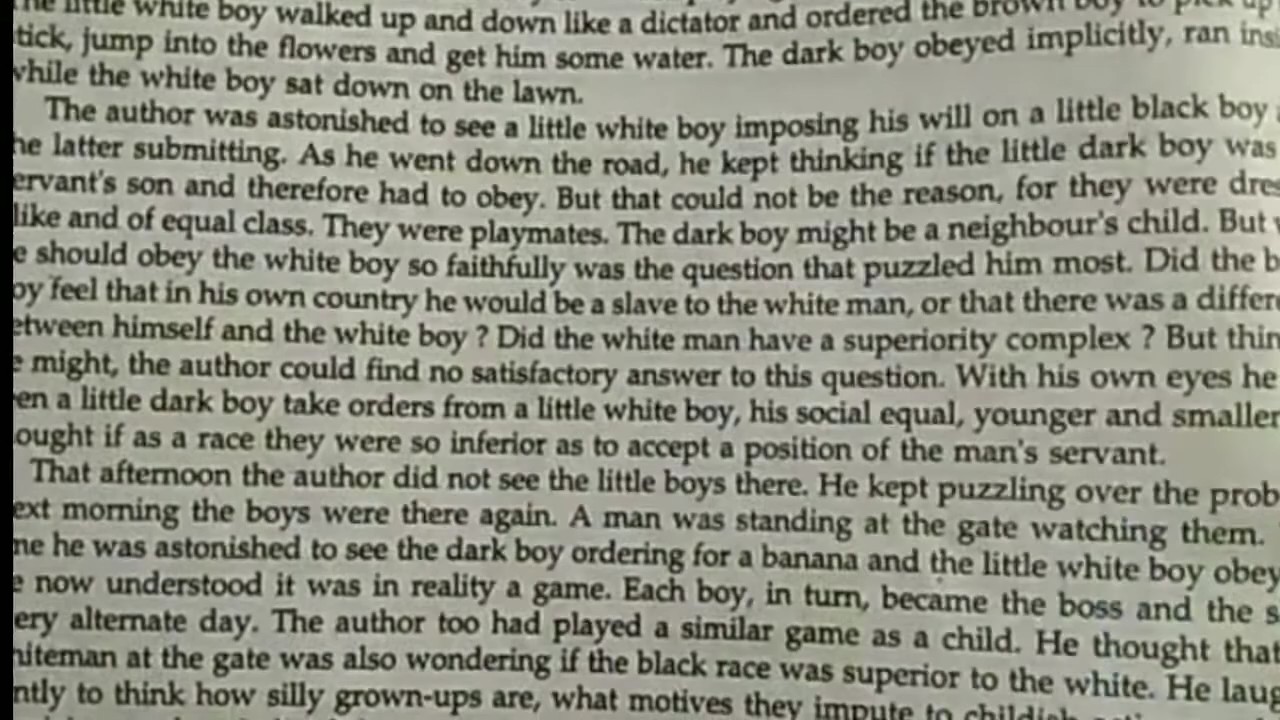 little white boy walked up and down like a dictator and ordered the brown boy to pick up
tick, jump into the flowers and get him some water. The dark boy obeyed implicitly, ran insi
while the white boy sat down on the lawn.
The author was astonished to see a little white boy imposing his will on a little black boy
he latter submitting. As he went down the road, he kept thinking if the little dark boy was
ervant's son and therefore had to obey. But that could not be the reason, for they were dres
like and of equal class. They were playmates. The dark boy might be a neighbour's child. But
e should obey the white boy so faithfully was the question that puzzled him most. Did the b
oy feel that in his own country he would be a slave to the white man, or that there was a differ
etween himself and the white boy ? Did the white man have a superiority complex ? But thin
e might, the author could find no satisfactory answer to this question. With his own eyes he
en a little dark boy take orders from a little white boy, his social equal, younger and smaller
ought if as a race they were so inferior as to accept a position of the man's servant.
That afternoon the author did not see the little boys there. He kept puzzling over the prob
ext morning the boys were there again. A man was standing at the gate watching them.
me he was astonished to see the dark boy ordering for a banana and the little white boy obey
e now understood it was in reality a game. Each boy, in turn, became the boss and the s
ery alternate day. The author too had played a similar game as a child. He thought that
hiteman at the gate was also wondering if the black race was superior to the white. He laug
ntly to think how silly grown-ups are, what motives they impute to childish